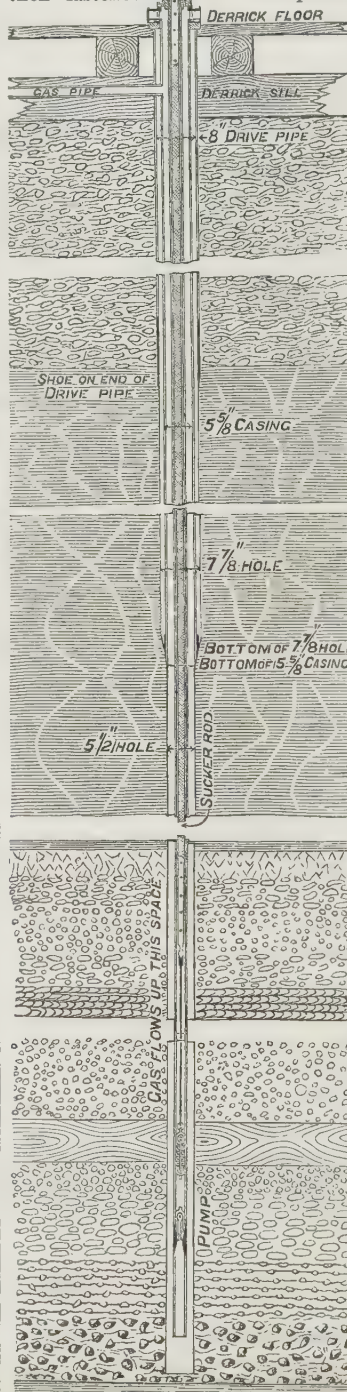 DERRICK FLOOR
GAS PIPE
DERRICK SILL
8" DRIVE PIPE
SHOE ON END OF
DRIVE PIPE
5 5/8" CASING
7 7/8" HOLE
BOTTOM OF 7 7/8" HOL
BOTTOM OF 5 5/8" CASING
5 1/2" HOLE
SUCKER ROD
GAS FLOWS UP THIS SPACE
PUMP